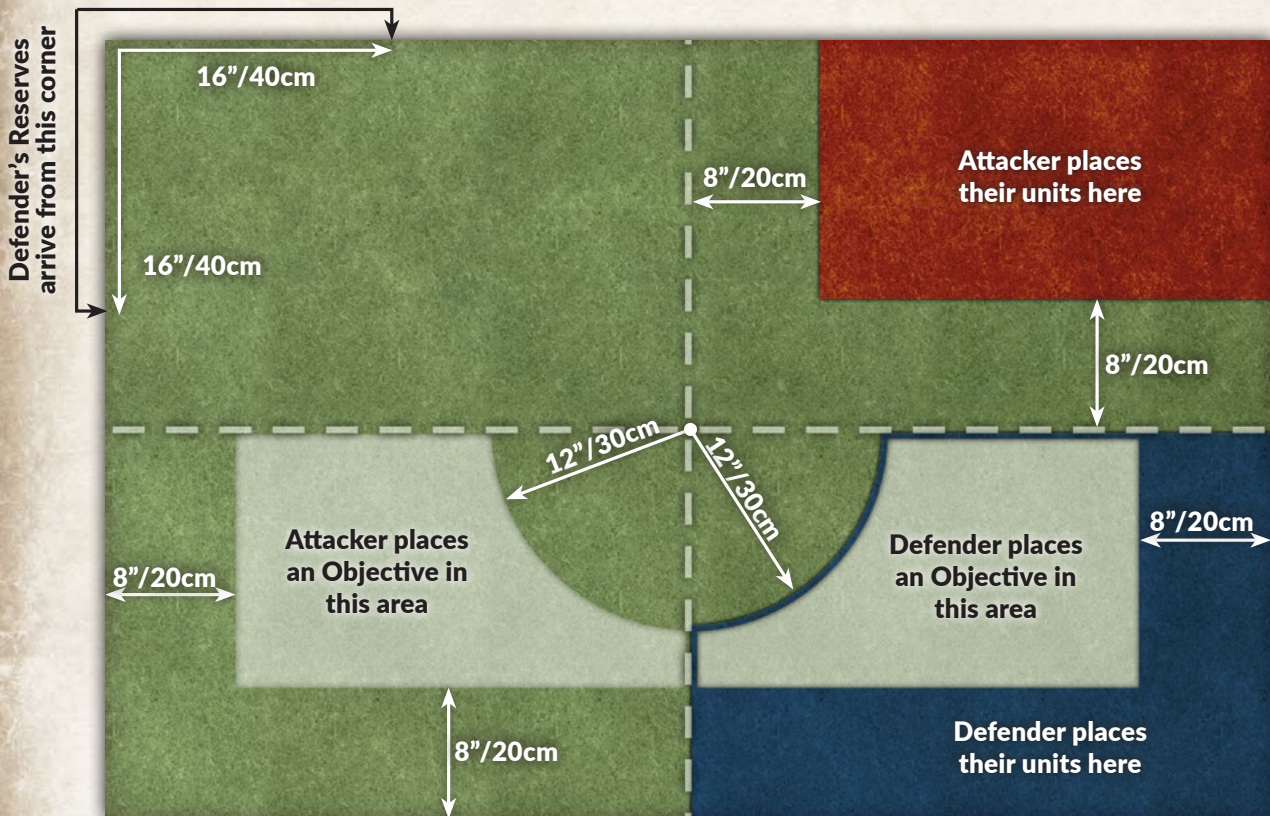 Defender’s Reserves
arrive from this corner
16”/40cm
16”/40cm
8”/20cm
Attacker places
their units here
8”/20cm
12”/30cm
12”/30cm
Attacker places
an Objective in
this area
8”/20cm
8”/20cm
Defender places
an Objective in
this area
8”/20cm
Defender places
their units here